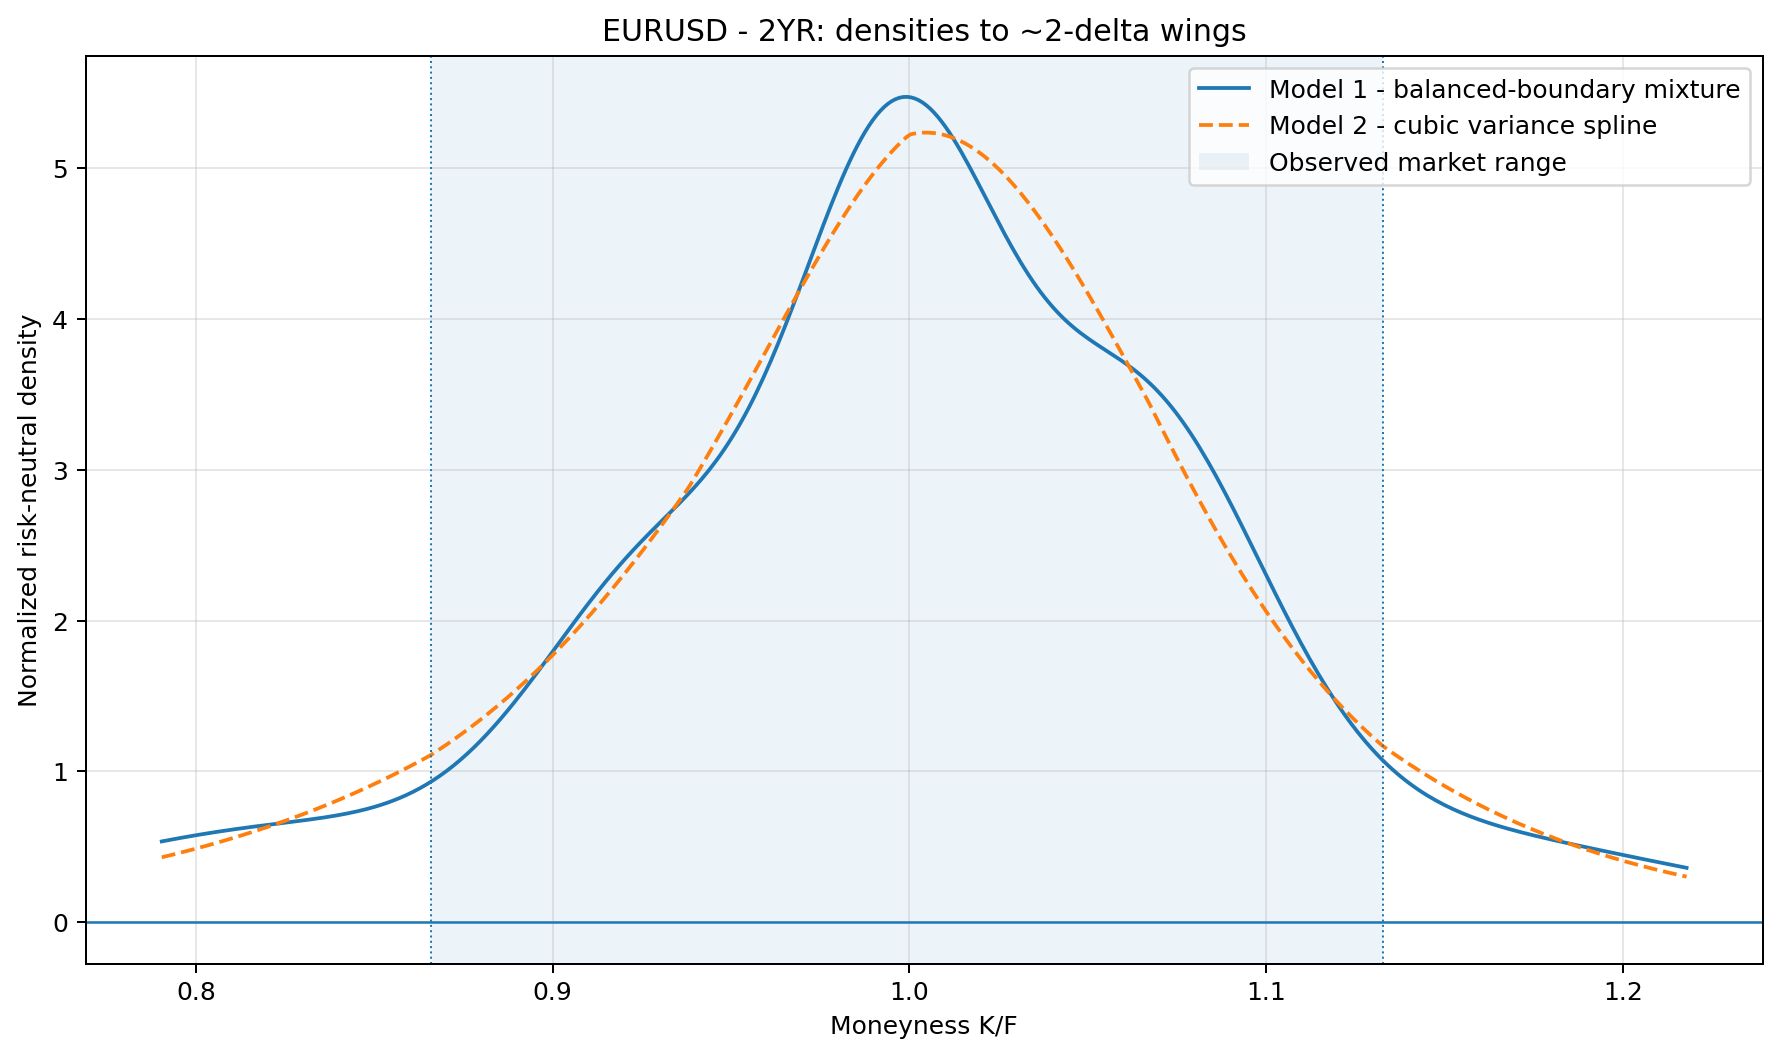 EURUSD - 2YR: densities to ~2-delta wings
Model 1 - balanced-boundary mixture
Model 2 - cubic variance spline
Observed market range
Normalized risk-neutral density
5
4
3
2
1
0
0.8 0.9 1.0 1.1 1.2
Moneyness K/F